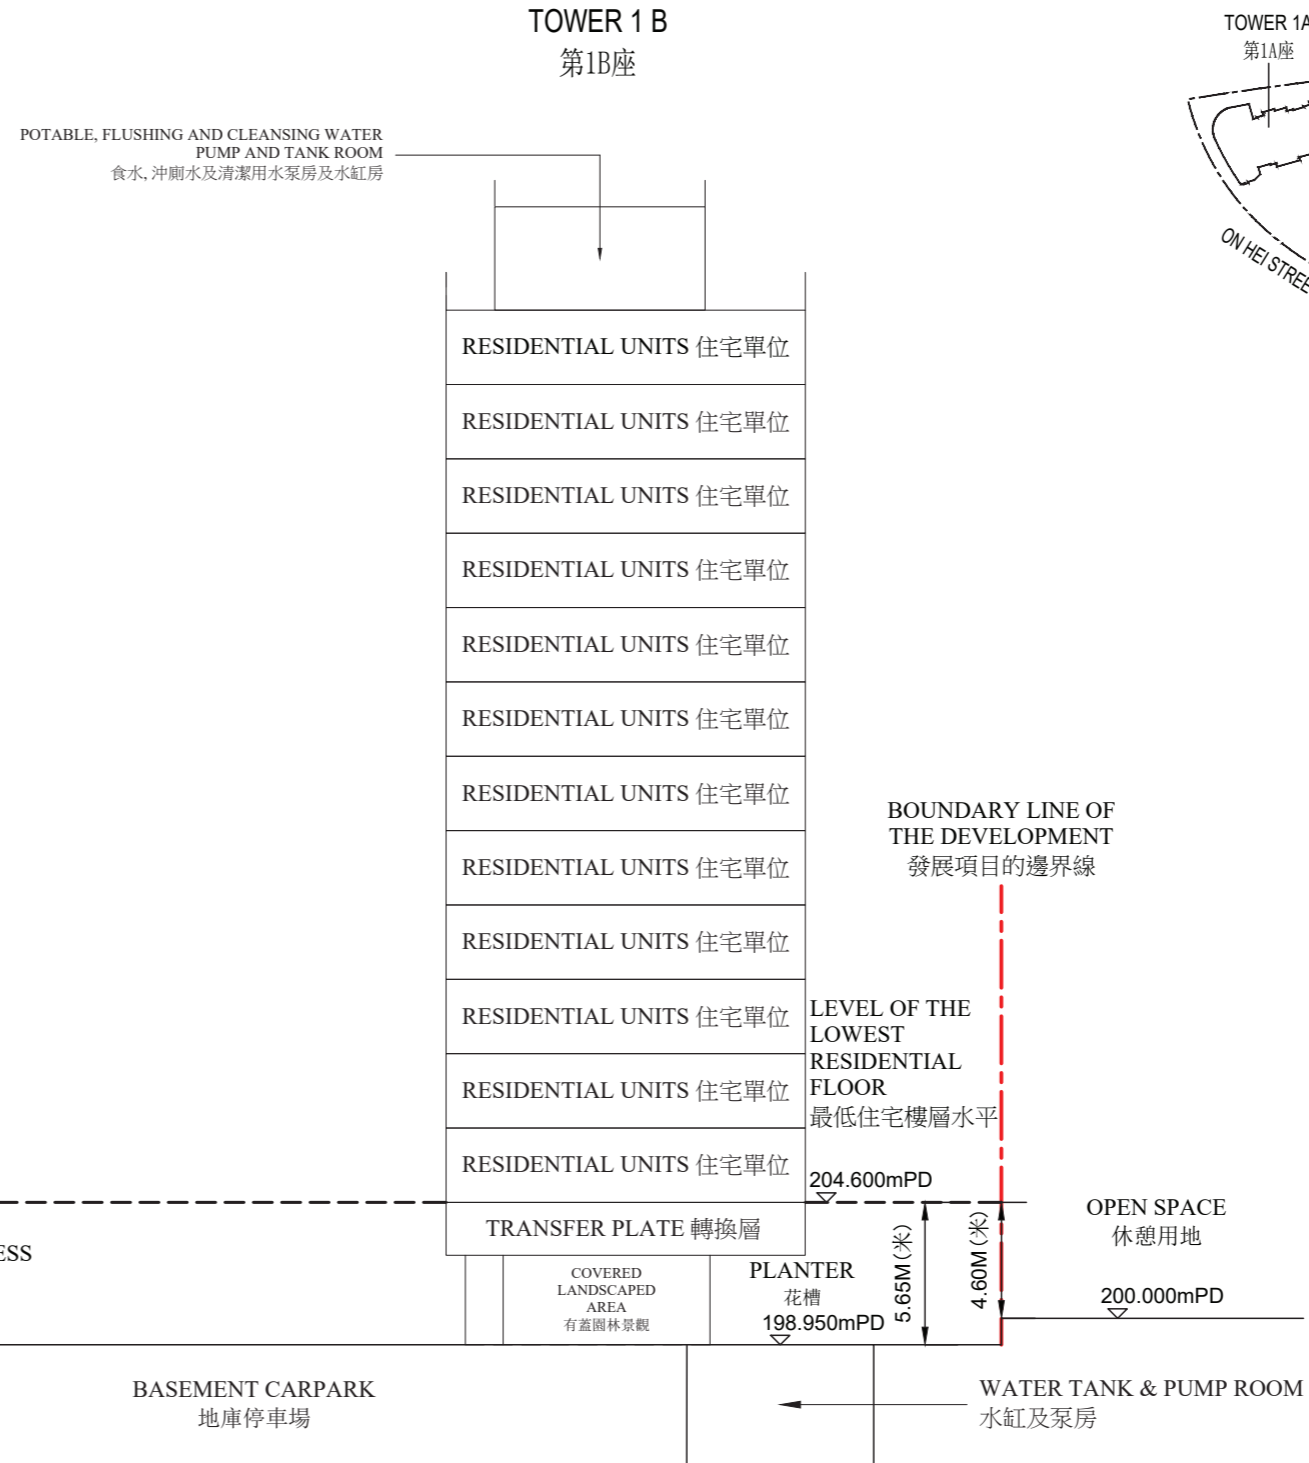 TOWER 1 B
第1B座
TOWER 1A
第1A座
ON HEI STREE
POTABLE, FLUSHING AND CLEANSING WATER
PUMP AND TANK ROOM
食水, 沖廁水及清潔用水泵房及水缸房
RESIDENTIAL UNITS 住宅單位
RESIDENTIAL UNITS 住宅單位
RESIDENTIAL UNITS 住宅單位
RESIDENTIAL UNITS 住宅單位
RESIDENTIAL UNITS 住宅單位
RESIDENTIAL UNITS 住宅單位
RESIDENTIAL UNITS 住宅單位
RESIDENTIAL UNITS 住宅單位
RESIDENTIAL UNITS 住宅單位
RESIDENTIAL UNITS 住宅單位
RESIDENTIAL UNITS 住宅單位
RESIDENTIAL UNITS 住宅單位
BOUNDARY LINE OF
THE DEVELOPMENT
發展項目的邊界線
LEVEL OF THE
LOWEST
RESIDENTIAL
FLOOR
最低住宅樓層水平
204.600mPD
TRANSFER PLATE 轉換層
ESS
COVERED
LANDSCAPED
AREA
有蓋園林景觀
PLANTER
花槽
198.950mPD
5.65M(米)
4.60M(米)
OPEN SPACE
休憩用地
200.000mPD
BASEMENT CARPARK
地庫停車場
WATER TANK & PUMP ROOM
水缸及泵房